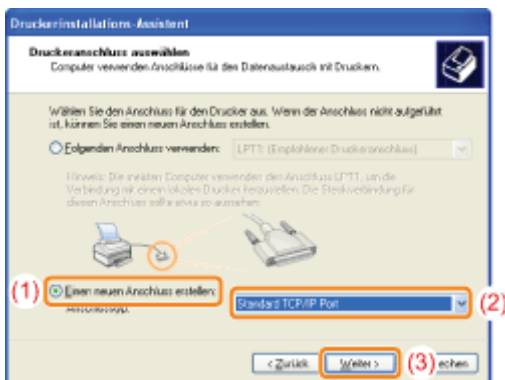 Druckerinstallations-Assistent
Druckeranschluss auswählen
Computer verwenden Anschlüsse für den Datenaustausch mit Druckern.
Wählen Sie den Anschluss für den Drucker aus. Wenn der Anschluss nicht aufgeführt
ist, können Sie einen neuen Anschluss erstellen.
Folgenden Anschluss verwenden: LPT1: (Empfohlener Druckeranschluss)
Hinweis: Die meisten Computer verwenden den Anschluss LPT1, um die
Verbindung mit einem lokalen Drucker herzustellen. Die Steckverbindung für
diesen Anschluss sollte etwa so aussehen:
(1) Einen neuen Anschluss erstellen:
Anschlusstyp: Standard TCP/IP Port (2)
< Zurück Weiter > (3) echen